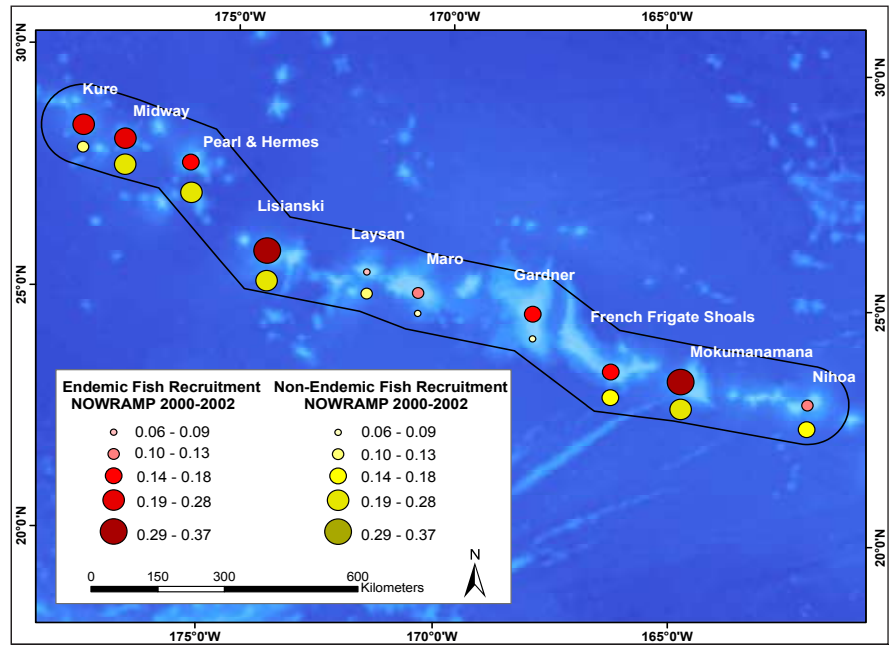 175°0'W 170°0'W 165°0'W
30°0'N
30°0'N
Kure
Midway
Pearl & Hermes
Lisianski
Laysan
Maro
Gardner
French Frigate Shoals
Mokumanamana
Nihoa
25°0'N
25°0'N
20°0'N
20°0'N
Endemic Fish Recruitment
NOWRAMP 2000-2002
0.06 - 0.09
0.10 - 0.13
0.14 - 0.18
0.19 - 0.28
0.29 - 0.37
Non-Endemic Fish Recruitment
NOWRAMP 2000-2002
0.06 - 0.09
0.10 - 0.13
0.14 - 0.18
0.19 - 0.28
0.29 - 0.37
N
0 150 300 600
Kilometers
175°0'W 170°0'W 165°0'W